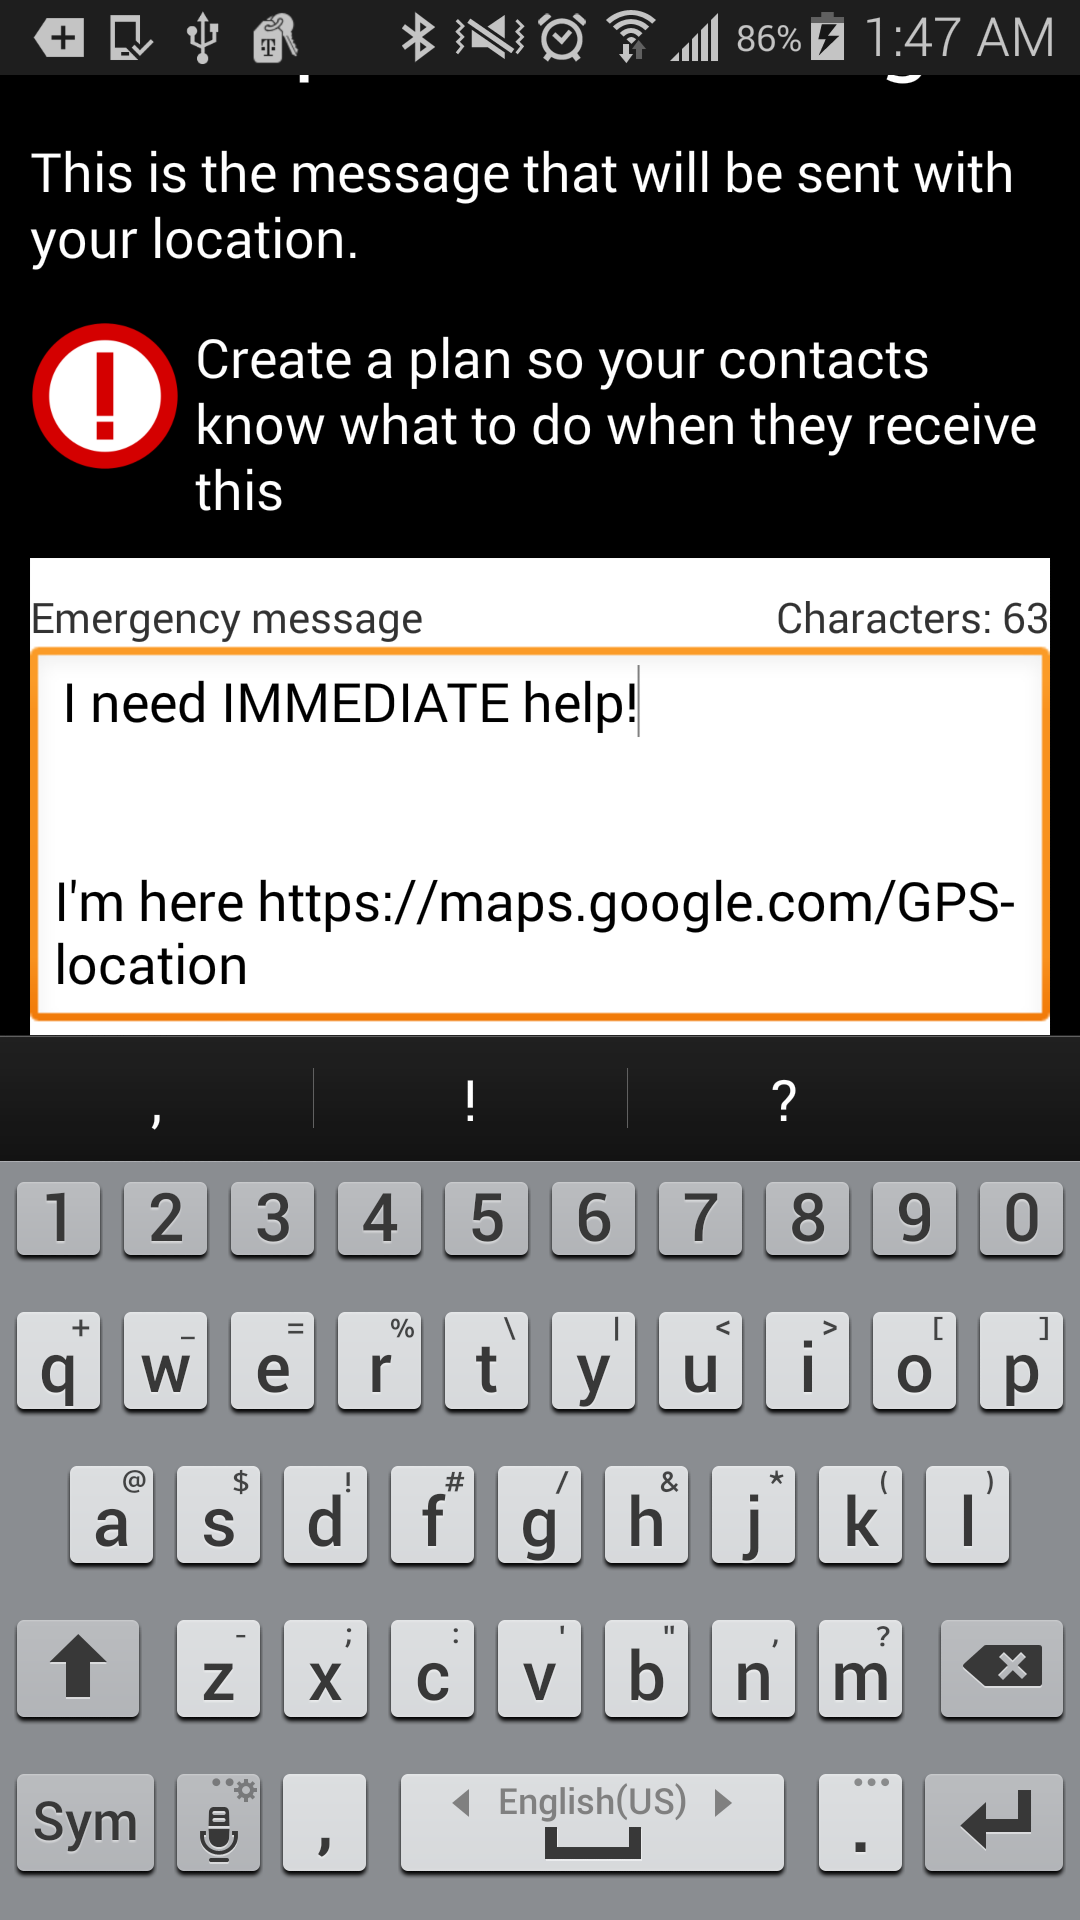 86% 1:47 AM
This is the message that will be sent with
your location.
Create a plan so your contacts
know what to do when they receive
this
Emergency message Characters: 63
I need IMMEDIATE help!
I'm here https://maps.google.com/GPS-
location
, ! ?
1 2 3 4 5 6 7 8 9 0
+ _ = % \ | < > [ ]
q w e r t y u i o p
@ $ ! # / & * ( )
a s d f g h j k l
- ; : ' " , ?
z x c v b n m
Sym , English(US) .